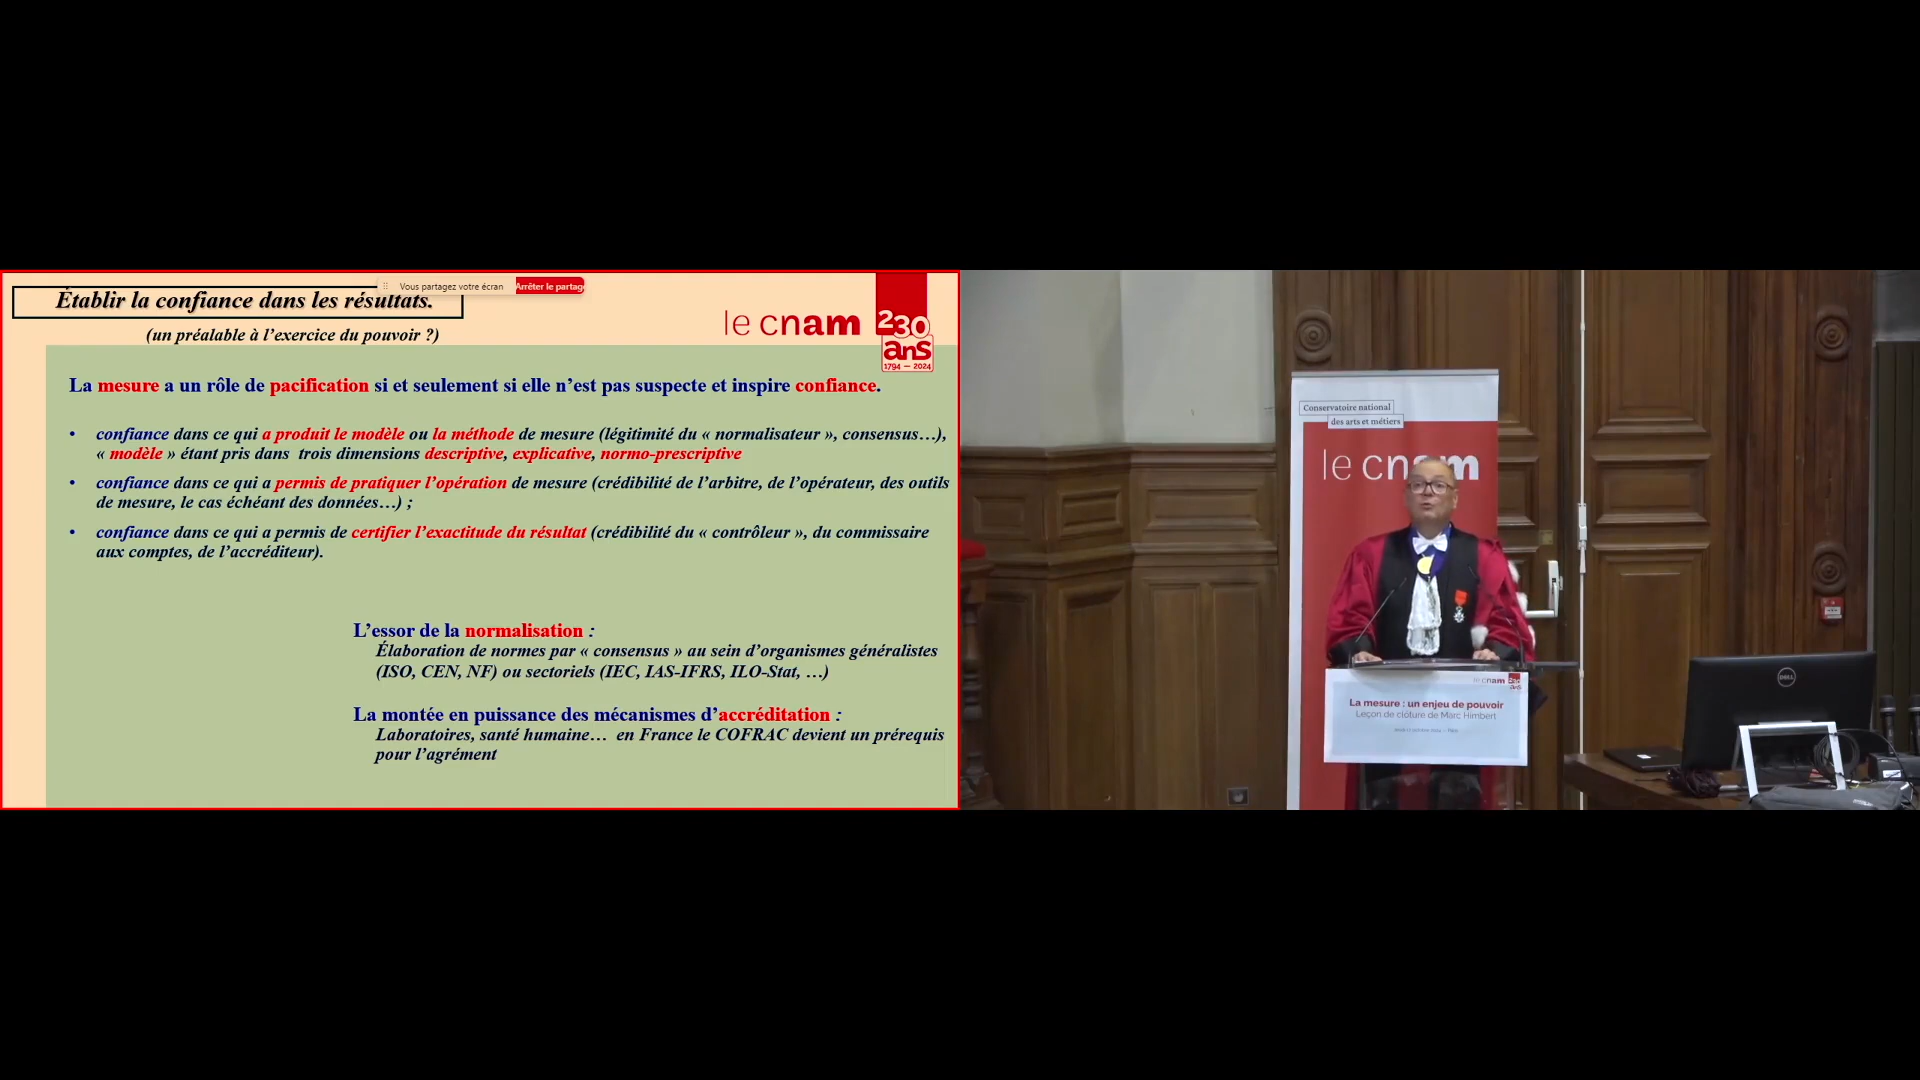 Établir la confiance dans les résultats.
Vous partagez votre écran
Arrêter le partag
(un préalable à l’exercice du pouvoir ?)
le cnam
230
ans
1794 — 2024
La mesure a un rôle de pacification si et seulement si elle n’est pas suspecte et inspire confiance.
• confiance dans ce qui a produit le modèle ou la méthode de mesure (légitimité du « normalisateur », consensus…),
« modèle » étant pris dans trois dimensions descriptive, explicative, normo-prescriptive
• confiance dans ce qui a permis de pratiquer l’opération de mesure (crédibilité de l’arbitre, de l’opérateur, des outils
de mesure, le cas échéant des données…) ;
• confiance dans ce qui a permis de certifier l’exactitude du résultat (crédibilité du « contrôleur », du commissaire
aux comptes, de l’accréditeur).
L’essor de la normalisation :
Élaboration de normes par « consensus » au sein d’organismes généralistes
(ISO, CEN, NF) ou sectoriels (IEC, IAS-IFRS, ILO-Stat, …)
La montée en puissance des mécanismes d’accréditation :
Laboratoires, santé humaine… en France le COFRAC devient un prérequis
pour l’agrément
Conservatoire national
des arts et métiers
le cnam
le cnam
La mesure : un enjeu de pouvoir
Leçon de clôture de Marc Himbert
DELL